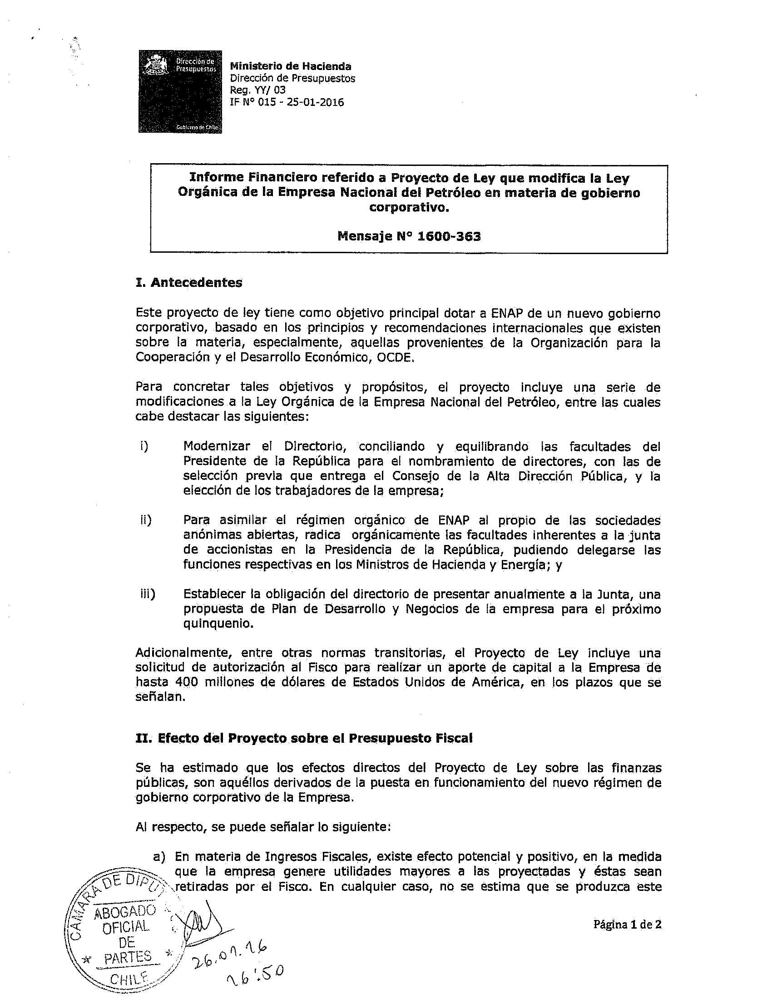 Dirección de
Presupuestos
Gobierno de Chile
Ministerio de Hacienda
Dirección de Presupuestos
Reg. YY/ 03
IF Nº 015 - 25-01-2016
Informe Financiero referido a Proyecto de Ley que modifica la Ley
Orgánica de la Empresa Nacional del Petróleo en materia de gobierno
corporativo.
Mensaje Nº 1600-363
I. Antecedentes
Este proyecto de ley tiene como objetivo principal dotar a ENAP de un nuevo gobierno
corporativo, basado en los principios y recomendaciones internacionales que existen
sobre la materia, especialmente, aquellas provenientes de la Organización para la
Cooperación y el Desarrollo Económico, OCDE.
Para concretar tales objetivos y propósitos, el proyecto incluye una serie de
modificaciones a la Ley Orgánica de la Empresa Nacional del Petróleo, entre las cuales
cabe destacar las siguientes:
i) Modernizar el Directorio, conciliando y equilibrando las facultades del
Presidente de la República para el nombramiento de directores, con las de
selección previa que entrega el Consejo de la Alta Dirección Pública, y la
elección de los trabajadores de la empresa;
ii) Para asimilar el régimen orgánico de ENAP al propio de las sociedades
anónimas abiertas, radica orgánicamente las facultades inherentes a la junta
de accionistas en la Presidencia de la República, pudiendo delegarse las
funciones respectivas en los Ministros de Hacienda y Energía; y
iii) Establecer la obligación del directorio de presentar anualmente a la Junta, una
propuesta de Plan de Desarrollo y Negocios de la empresa para el próximo
quinquenio.
Adicionalmente, entre otras normas transitorias, el Proyecto de Ley incluye una
solicitud de autorización al Fisco para realizar un aporte de capital a la Empresa de
hasta 400 millones de dólares de Estados Unidos de América, en los plazos que se
señalan.
II. Efecto del Proyecto sobre el Presupuesto Fiscal
Se ha estimado que los efectos directos del Proyecto de Ley sobre las finanzas
públicas, son aquéllos derivados de la puesta en funcionamiento del nuevo régimen de
gobierno corporativo de la Empresa.
Al respecto, se puede señalar lo siguiente:
a) En materia de Ingresos Fiscales, existe efecto potencial y positivo, en la medida
que la empresa genere utilidades mayores a las proyectadas y éstas sean
retiradas por el Fisco. En cualquier caso, no se estima que se produzca este
Página 1 de 2
CAMARA DE
ABOGADO
OFICIAL
DE
* PARTES *
CHILE
26.01.16
16:50